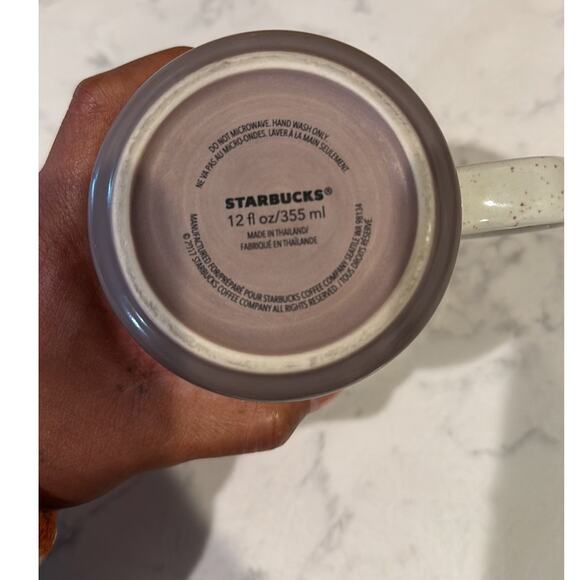 DO NOT MICROWAVE. HAND WASH ONLY.
NE VA PAS AU MICRO-ONDES. LAVER À LA MAIN SEULEMENT.
STARBUCKS®
12 fl oz/355 ml
MADE IN THAILAND/
FABRIQUÉ EN THAÏLANDE
MANUFACTURED FOR/PRÉPARÉ POUR STARBUCKS COFFEE COMPANY SEATTLE WA 98134
© 2017 STARBUCKS COFFEE COMPANY ALL RIGHTS RESERVED. / TOUS DROITS RÉSERVÉ